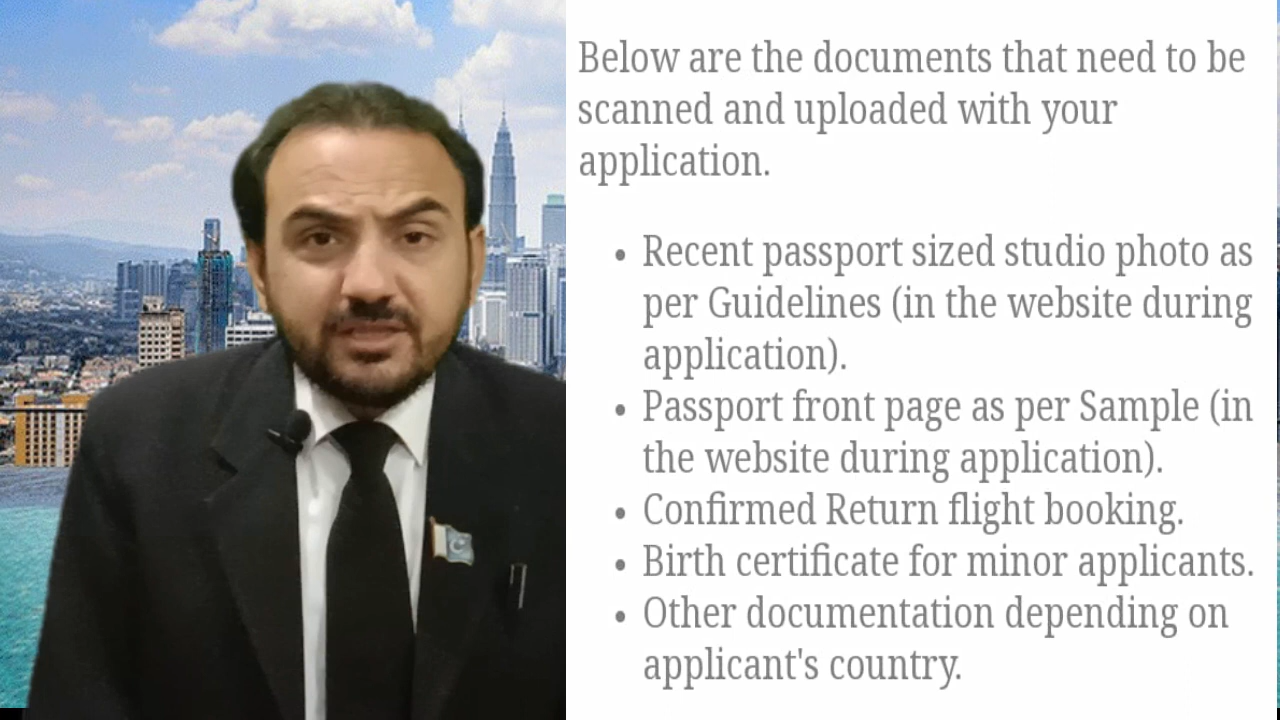 Below are the documents that need to be
scanned and uploaded with your
application.
• Recent passport sized studio photo as
per Guidelines (in the website during
application).
• Passport front page as per Sample (in
the website during application).
• Confirmed Return flight booking.
• Birth certificate for minor applicants.
• Other documentation depending on
applicant's country.